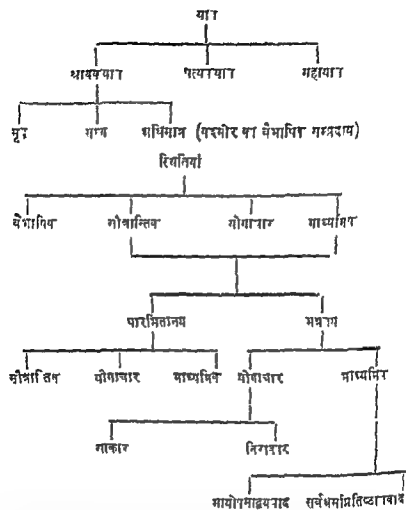 यान
श्रावकयान प्रत्येकयान महायान
मृदु मध्य अधिमात्र (कश्मीर का वैभाषिक सम्प्रदाय)
स्थितियाँ
वैभाषिक सौत्रान्तिक योगाचार माध्यमिक
पारमितानय मन्त्रनय
सौत्रान्तिक योगाचार माध्यमिक योगाचार माध्यमिक
साकार निराकार
मायोपमाद्वयवाद सर्वधर्माप्रतिष्ठानवाद